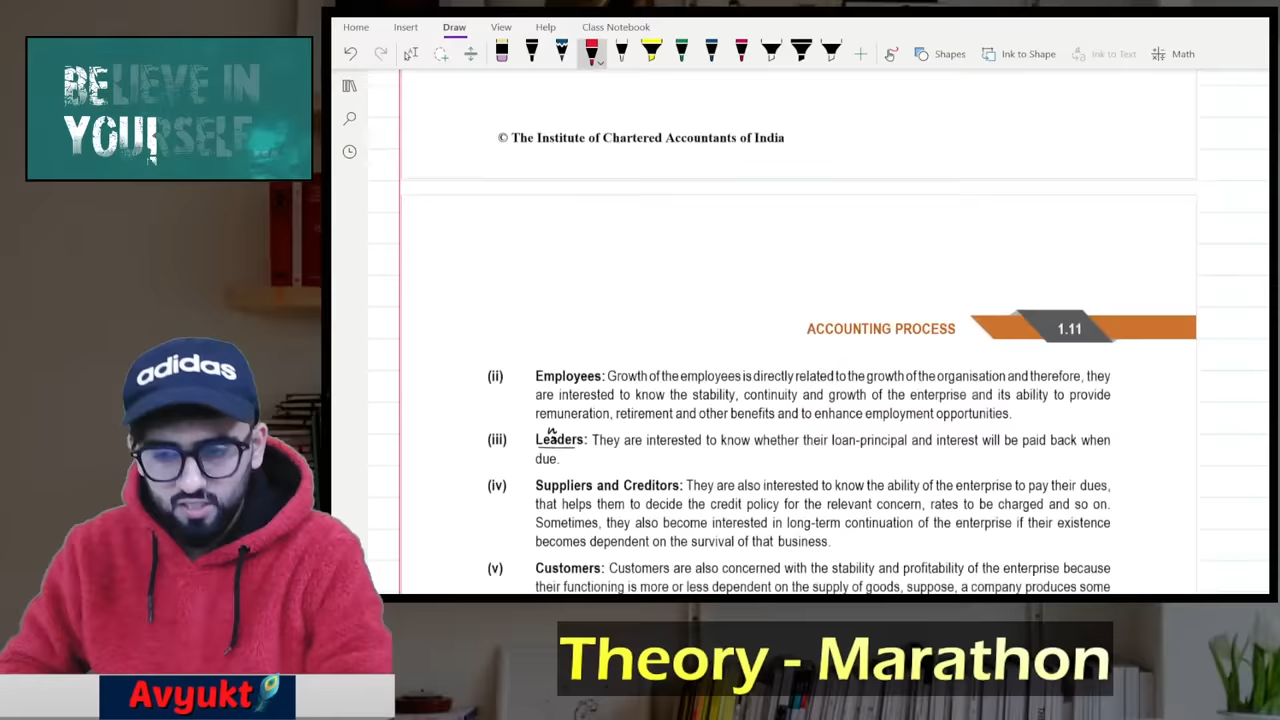 Home Insert Draw View Help Class Notebook
Shapes Ink to Shape Ink to Text Math
BELIEVE IN
YOURSELF
© The Institute of Chartered Accountants of India
ACCOUNTING PROCESS 1.11
(ii) Employees: Growth of the employees is directly related to the growth of the organisation and therefore, they
are interested to know the stability, continuity and growth of the enterprise and its ability to provide
remuneration, retirement and other benefits and to enhance employment opportunities.
n
(iii) Leaders: They are interested to know whether their loan-principal and interest will be paid back when
due.
(iv) Suppliers and Creditors: They are also interested to know the ability of the enterprise to pay their dues,
that helps them to decide the credit policy for the relevant concern, rates to be charged and so on.
Sometimes, they also become interested in long-term continuation of the enterprise if their existence
becomes dependent on the survival of that business.
(v) Customers: Customers are also concerned with the stability and profitability of the enterprise because
their functioning is more or less dependent on the supply of goods, suppose, a company produces some
adidas
Theory - Marathon
Avyukt